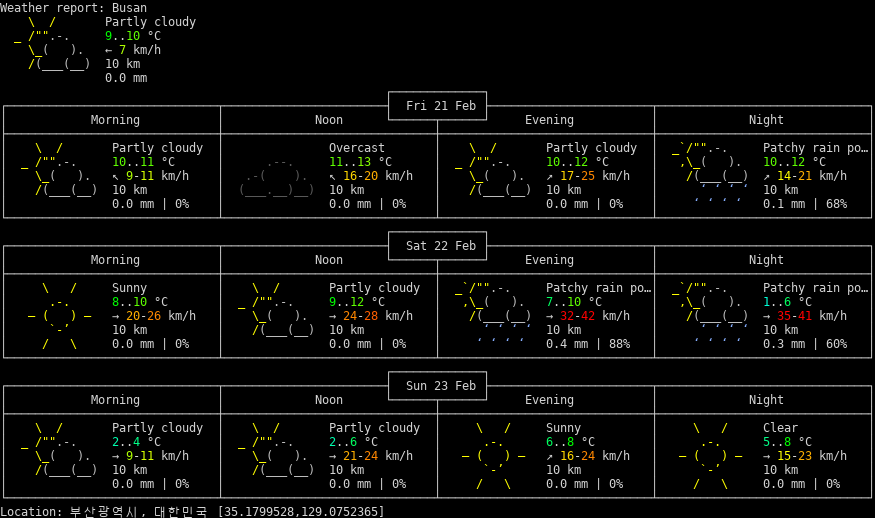 Weather report: Busan
Partly cloudy
9..10 °C
← 7 km/h
10 km
0.0 mm
Fri 21 Feb
Morning Noon Evening Night
Partly cloudy Overcast Partly cloudy Patchy rain po…
10..11 °C 11..13 °C 10..12 °C 10..12 °C
↖ 9-11 km/h ↖ 16-20 km/h ↗ 17-25 km/h ↗ 14-21 km/h
10 km 10 km 10 km 10 km
0.0 mm | 0% 0.0 mm | 0% 0.0 mm | 0% 0.1 mm | 68%
Sat 22 Feb
Morning Noon Evening Night
Sunny Partly cloudy Patchy rain po… Patchy rain po…
8..10 °C 9..12 °C 7..10 °C 1..6 °C
→ 20-26 km/h → 24-28 km/h → 32-42 km/h → 35-41 km/h
10 km 10 km 10 km 10 km
0.0 mm | 0% 0.0 mm | 0% 0.4 mm | 88% 0.3 mm | 60%
Sun 23 Feb
Morning Noon Evening Night
Partly cloudy Partly cloudy Sunny Clear
2..4 °C 2..6 °C 6..8 °C 5..8 °C
→ 9-11 km/h → 21-24 km/h ↗ 16-24 km/h → 15-23 km/h
10 km 10 km 10 km 10 km
0.0 mm | 0% 0.0 mm | 0% 0.0 mm | 0% 0.0 mm | 0%
Location: 부산광역시, 대한민국 [35.1799528,129.0752365]